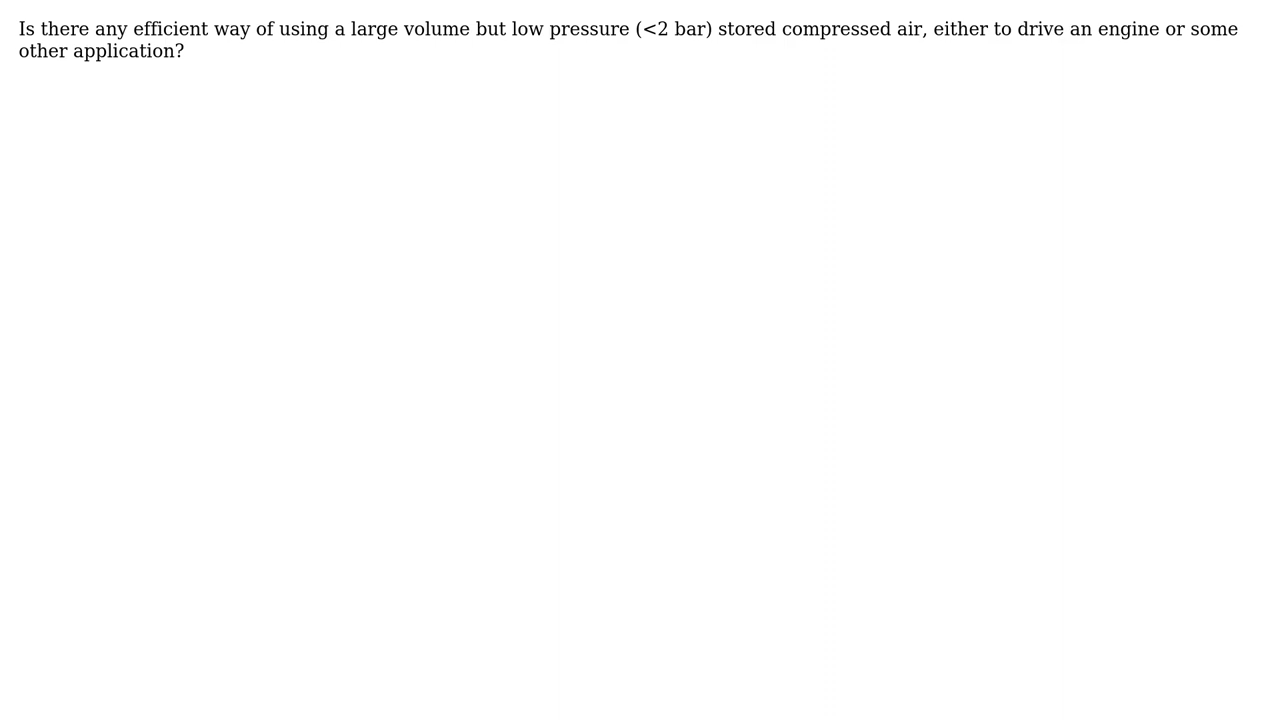 Is there any efficient way of using a large volume but low pressure (<2 bar) stored compressed air, either to drive an engine or some
other application?